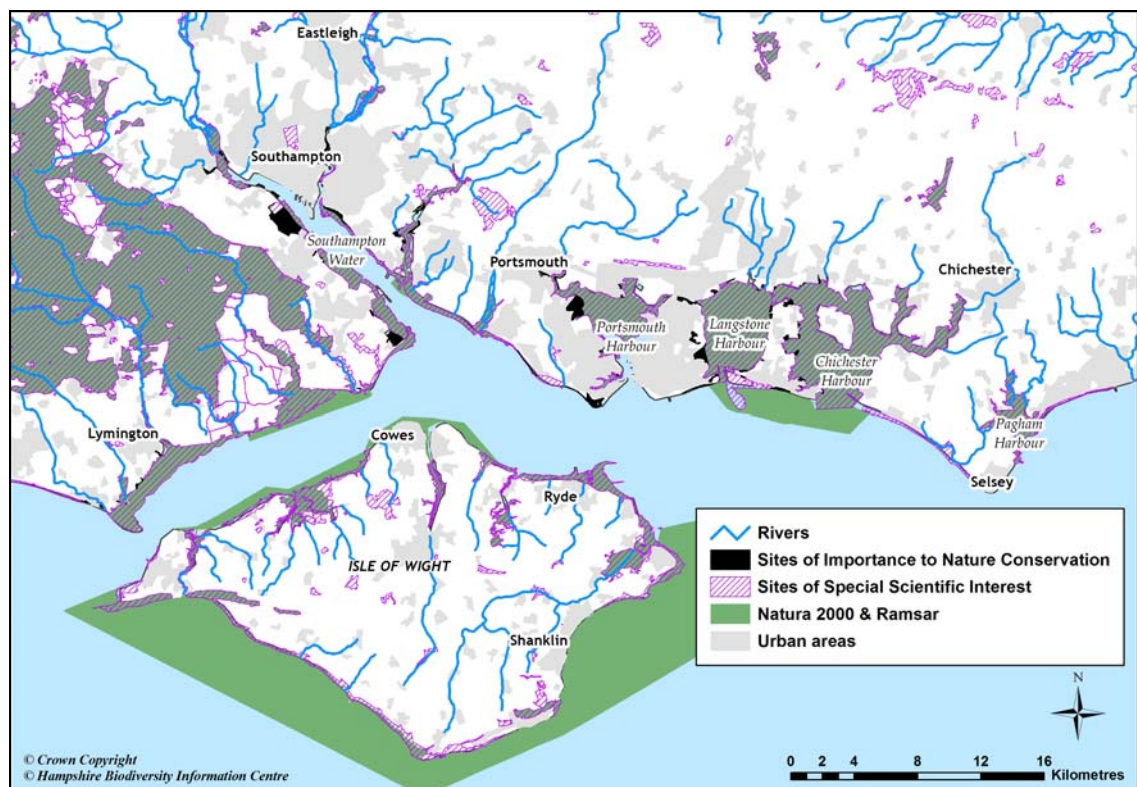 Eastleigh
Southampton
Southampton
Water
Portsmouth
Chichester
Portsmouth
Harbour
Langstone
Harbour
Chichester
Harbour
Lymington
Cowes
Pagham
Harbour
Selsey
Ryde
ISLE OF WIGHT
Shanklin
Rivers
Sites of Importance to Nature Conservation
Sites of Special Scientific Interest
Natura 2000 & Ramsar
Urban areas
N
© Crown Copyright
© Hampshire Biodiversity Information Centre
0 2 4 8 12 16
Kilometres